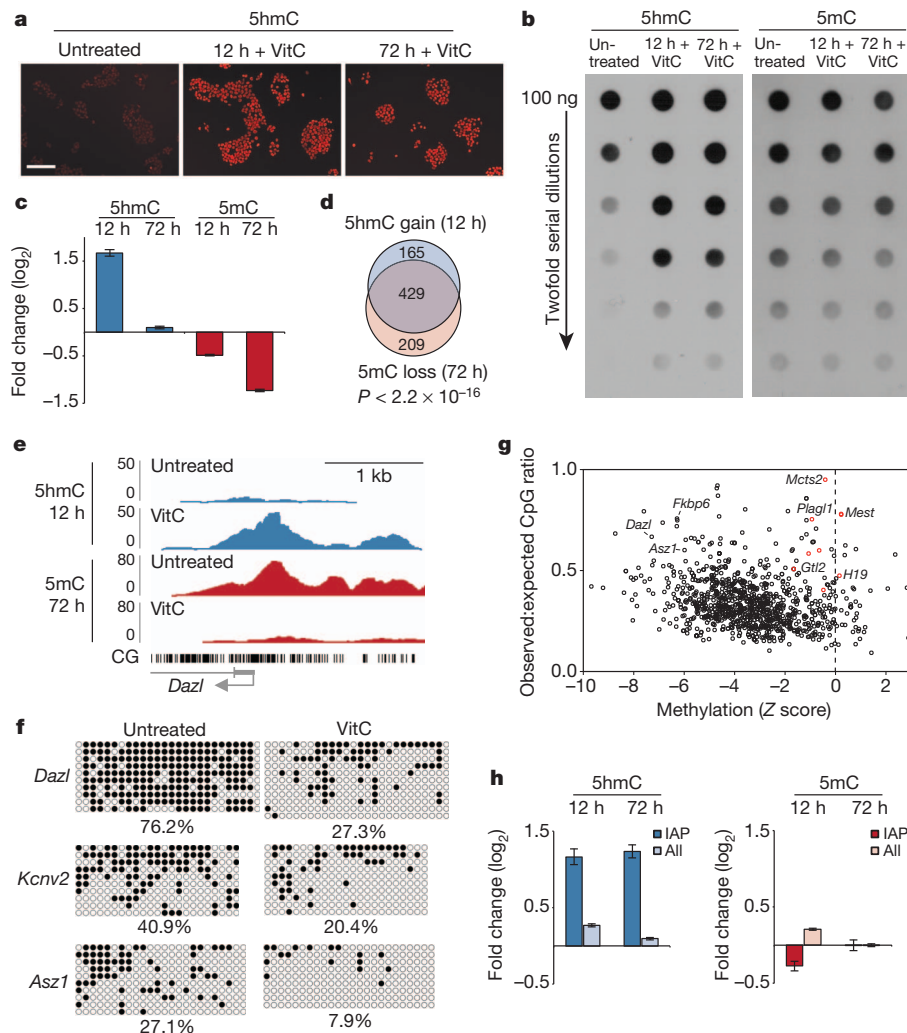 a
5hmC
Untreated
12 h + VitC
72 h + VitC
b
5hmC
5mC
Un-
treated
12 h +
VitC
72 h +
VitC
Un-
treated
12 h +
VitC
72 h +
VitC
100 ng
Twofold serial dilutions
c
5hmC
5mC
12 h
72 h
12 h
72 h
Fold change (log2)
1.5
0.5
−0.5
−1.5
d
5hmC gain (12 h)
165
429
209
5mC loss (72 h)
P < 2.2 × 10−16
e
1 kb
5hmC
12 h
5mC
72 h
50
0
Untreated
50
0
VitC
80
0
Untreated
80
0
VitC
CG
Dazl
f
Untreated
VitC
Dazl
76.2%
27.3%
Kcnv2
40.9%
20.4%
Asz1
27.1%
7.9%
g
Observed:expected CpG ratio
1.0
0.5
0.0
Mcts2
Fkbp6
Dazl
Plagl1
Mest
Asz1
Gtl2
H19
−10
−8
−6
−4
−2
0
2
Methylation (Z score)
h
5hmC
12 h
72 h
IAP
All
Fold change (log2)
1.5
0.5
−0.5
5mC
12 h
72 h
IAP
All
Fold change (log2)
1.5
0.5
−0.5